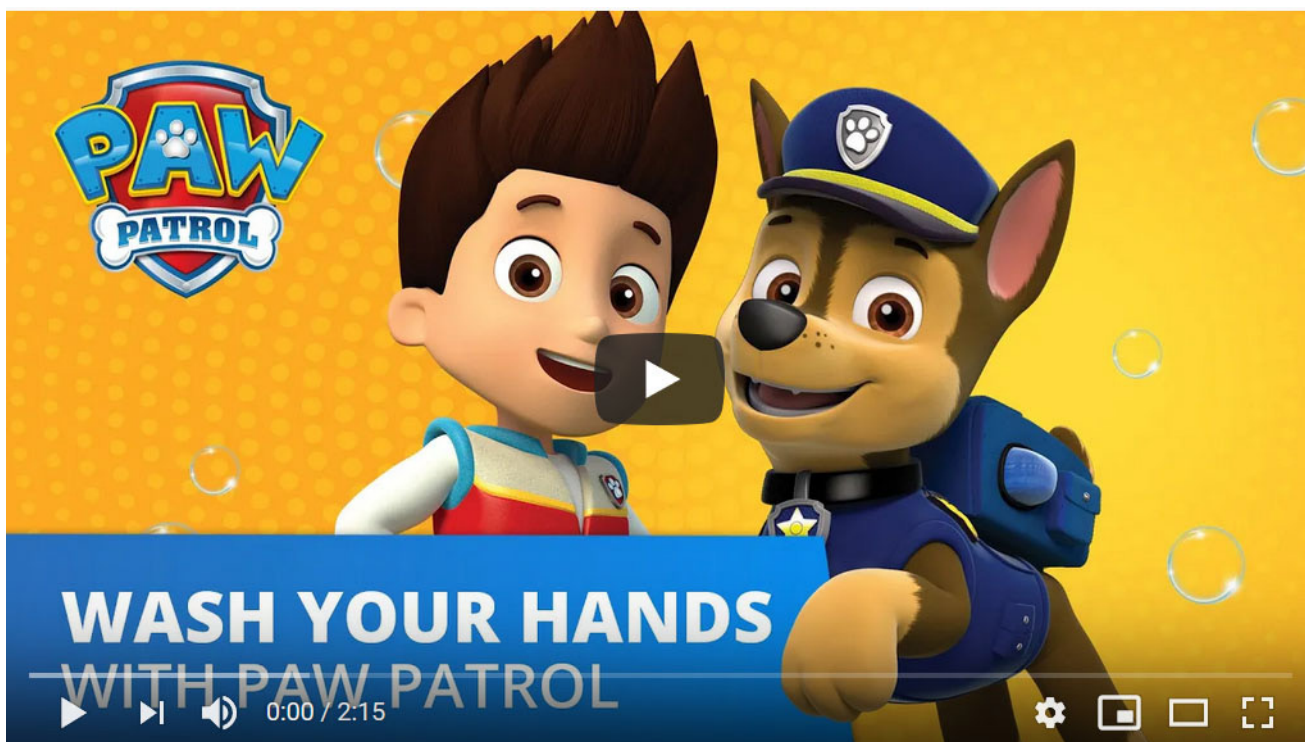 PAW
PATROL
WASH YOUR HANDS
WITH PAW PATROL
0:00 / 2:15